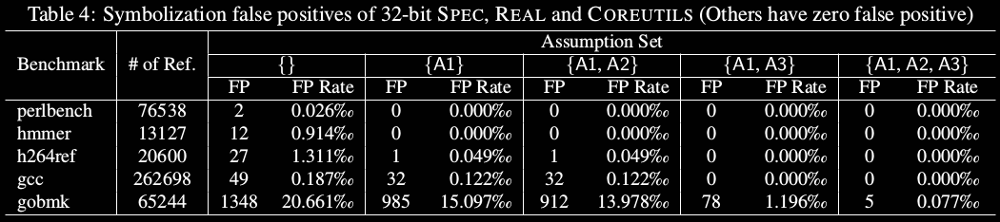 Table 4: Symbolization false positives of 32-bit SPEC, REAL and COREUTILS (Others have zero false positive)
Assumption Set
Benchmark # of Ref. {} {A1} {A1, A2} {A1, A3} {A1, A2, A3}
FP FP Rate FP FP Rate FP FP Rate FP FP Rate FP FP Rate
perlbench 76538 2 0.026‰ 0 0.000‰ 0 0.000‰ 0 0.000‰ 0 0.000‰
hmmer 13127 12 0.914‰ 0 0.000‰ 0 0.000‰ 0 0.000‰ 0 0.000‰
h264ref 20600 27 1.311‰ 1 0.049‰ 1 0.049‰ 0 0.000‰ 0 0.000‰
gcc 262698 49 0.187‰ 32 0.122‰ 32 0.122‰ 0 0.000‰ 0 0.000‰
gobmk 65244 1348 20.661‰ 985 15.097‰ 912 13.978‰ 78 1.196‰ 5 0.077‰